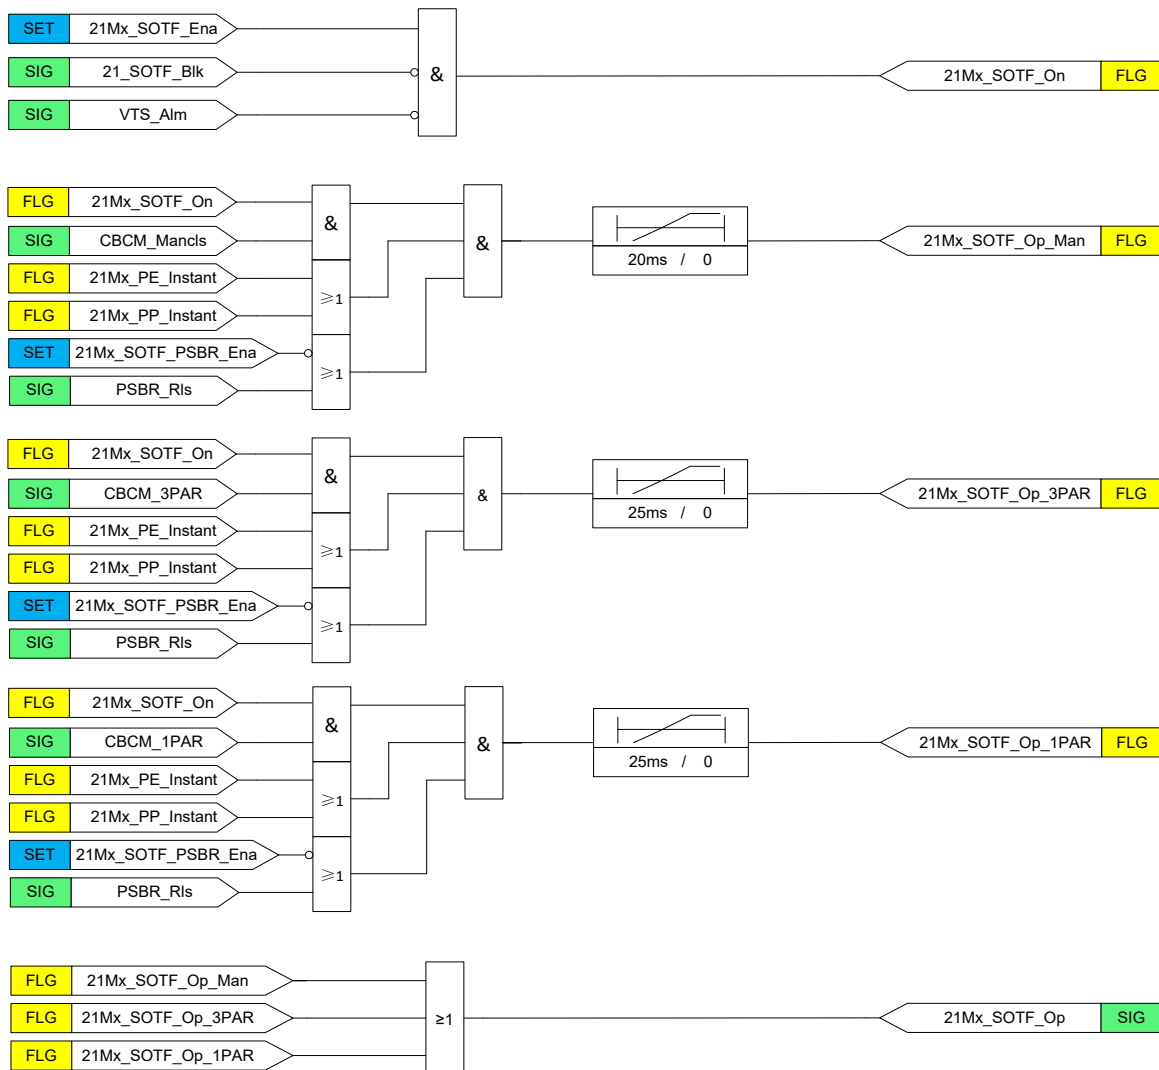 SET 21Mx_SOTF_Ena
SIG 21_SOTF_Blk & 21Mx_SOTF_On FLG
SIG VTS_Alm
FLG 21Mx_SOTF_On
&
SIG CBCM_Mancls & 21Mx_SOTF_Op_Man FLG
20ms / 0
FLG 21Mx_PE_Instant
≥1
FLG 21Mx_PP_Instant
SET 21Mx_SOTF_PSBR_Ena
≥1
SIG PSBR_Rls
FLG 21Mx_SOTF_On
&
SIG CBCM_3PAR & 21Mx_SOTF_Op_3PAR FLG
25ms / 0
FLG 21Mx_PE_Instant
≥1
FLG 21Mx_PP_Instant
SET 21Mx_SOTF_PSBR_Ena
≥1
SIG PSBR_Rls
FLG 21Mx_SOTF_On
&
SIG CBCM_1PAR & 21Mx_SOTF_Op_1PAR FLG
25ms / 0
FLG 21Mx_PE_Instant
≥1
FLG 21Mx_PP_Instant
SET 21Mx_SOTF_PSBR_Ena
≥1
SIG PSBR_Rls
FLG 21Mx_SOTF_Op_Man
FLG 21Mx_SOTF_Op_3PAR ≥1 21Mx_SOTF_Op SIG
FLG 21Mx_SOTF_Op_1PAR